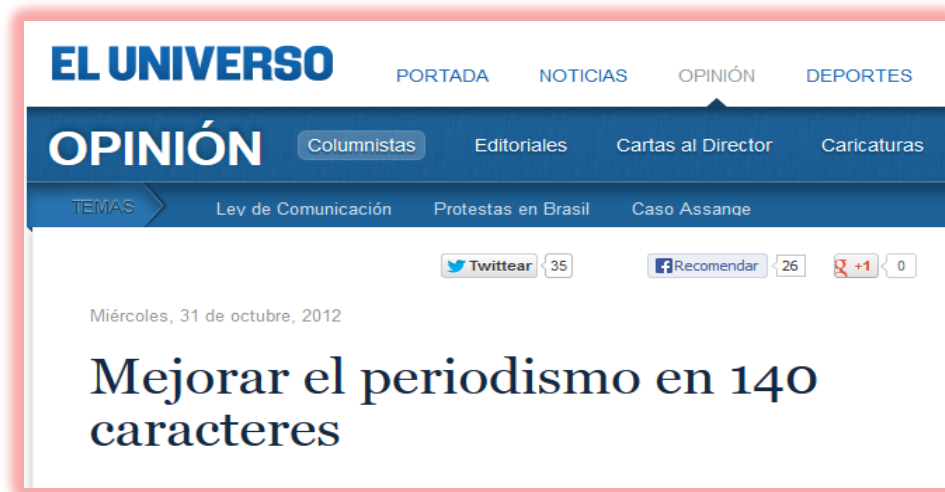 EL UNIVERSO PORTADA NOTICIAS OPINIÓN DEPORTES
OPINIÓN Columnistas Editoriales Cartas al Director Caricaturas
TEMAS Ley de Comunicación Protestas en Brasil Caso Assange
Twittear 35 Recomendar 26 +1 0
Miércoles, 31 de octubre, 2012
Mejorar el periodismo en 140
caracteres